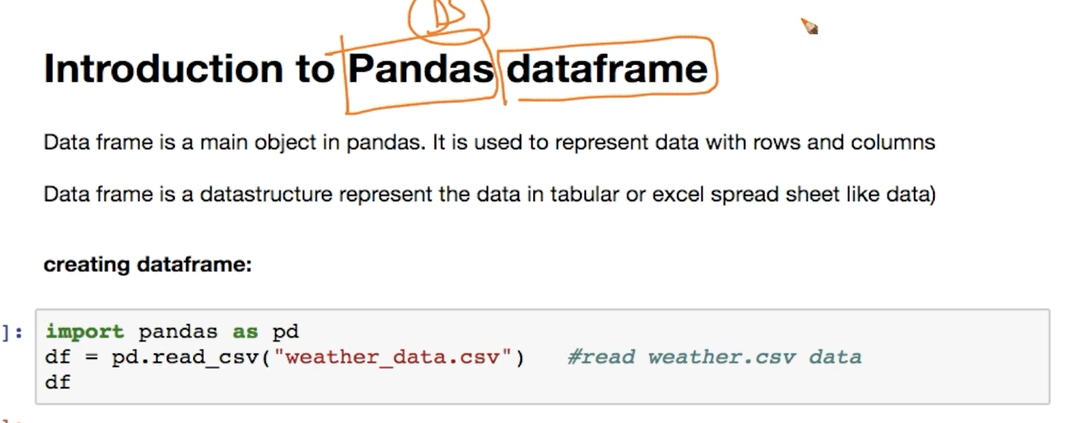 DS
Introduction to Pandas dataframe
Data frame is a main object in pandas. It is used to represent data with rows and columns
Data frame is a datastructure represent the data in tabular or excel spread sheet like data)
creating dataframe:
]: import pandas as pd
df = pd.read_csv("weather_data.csv") #read weather.csv data
df